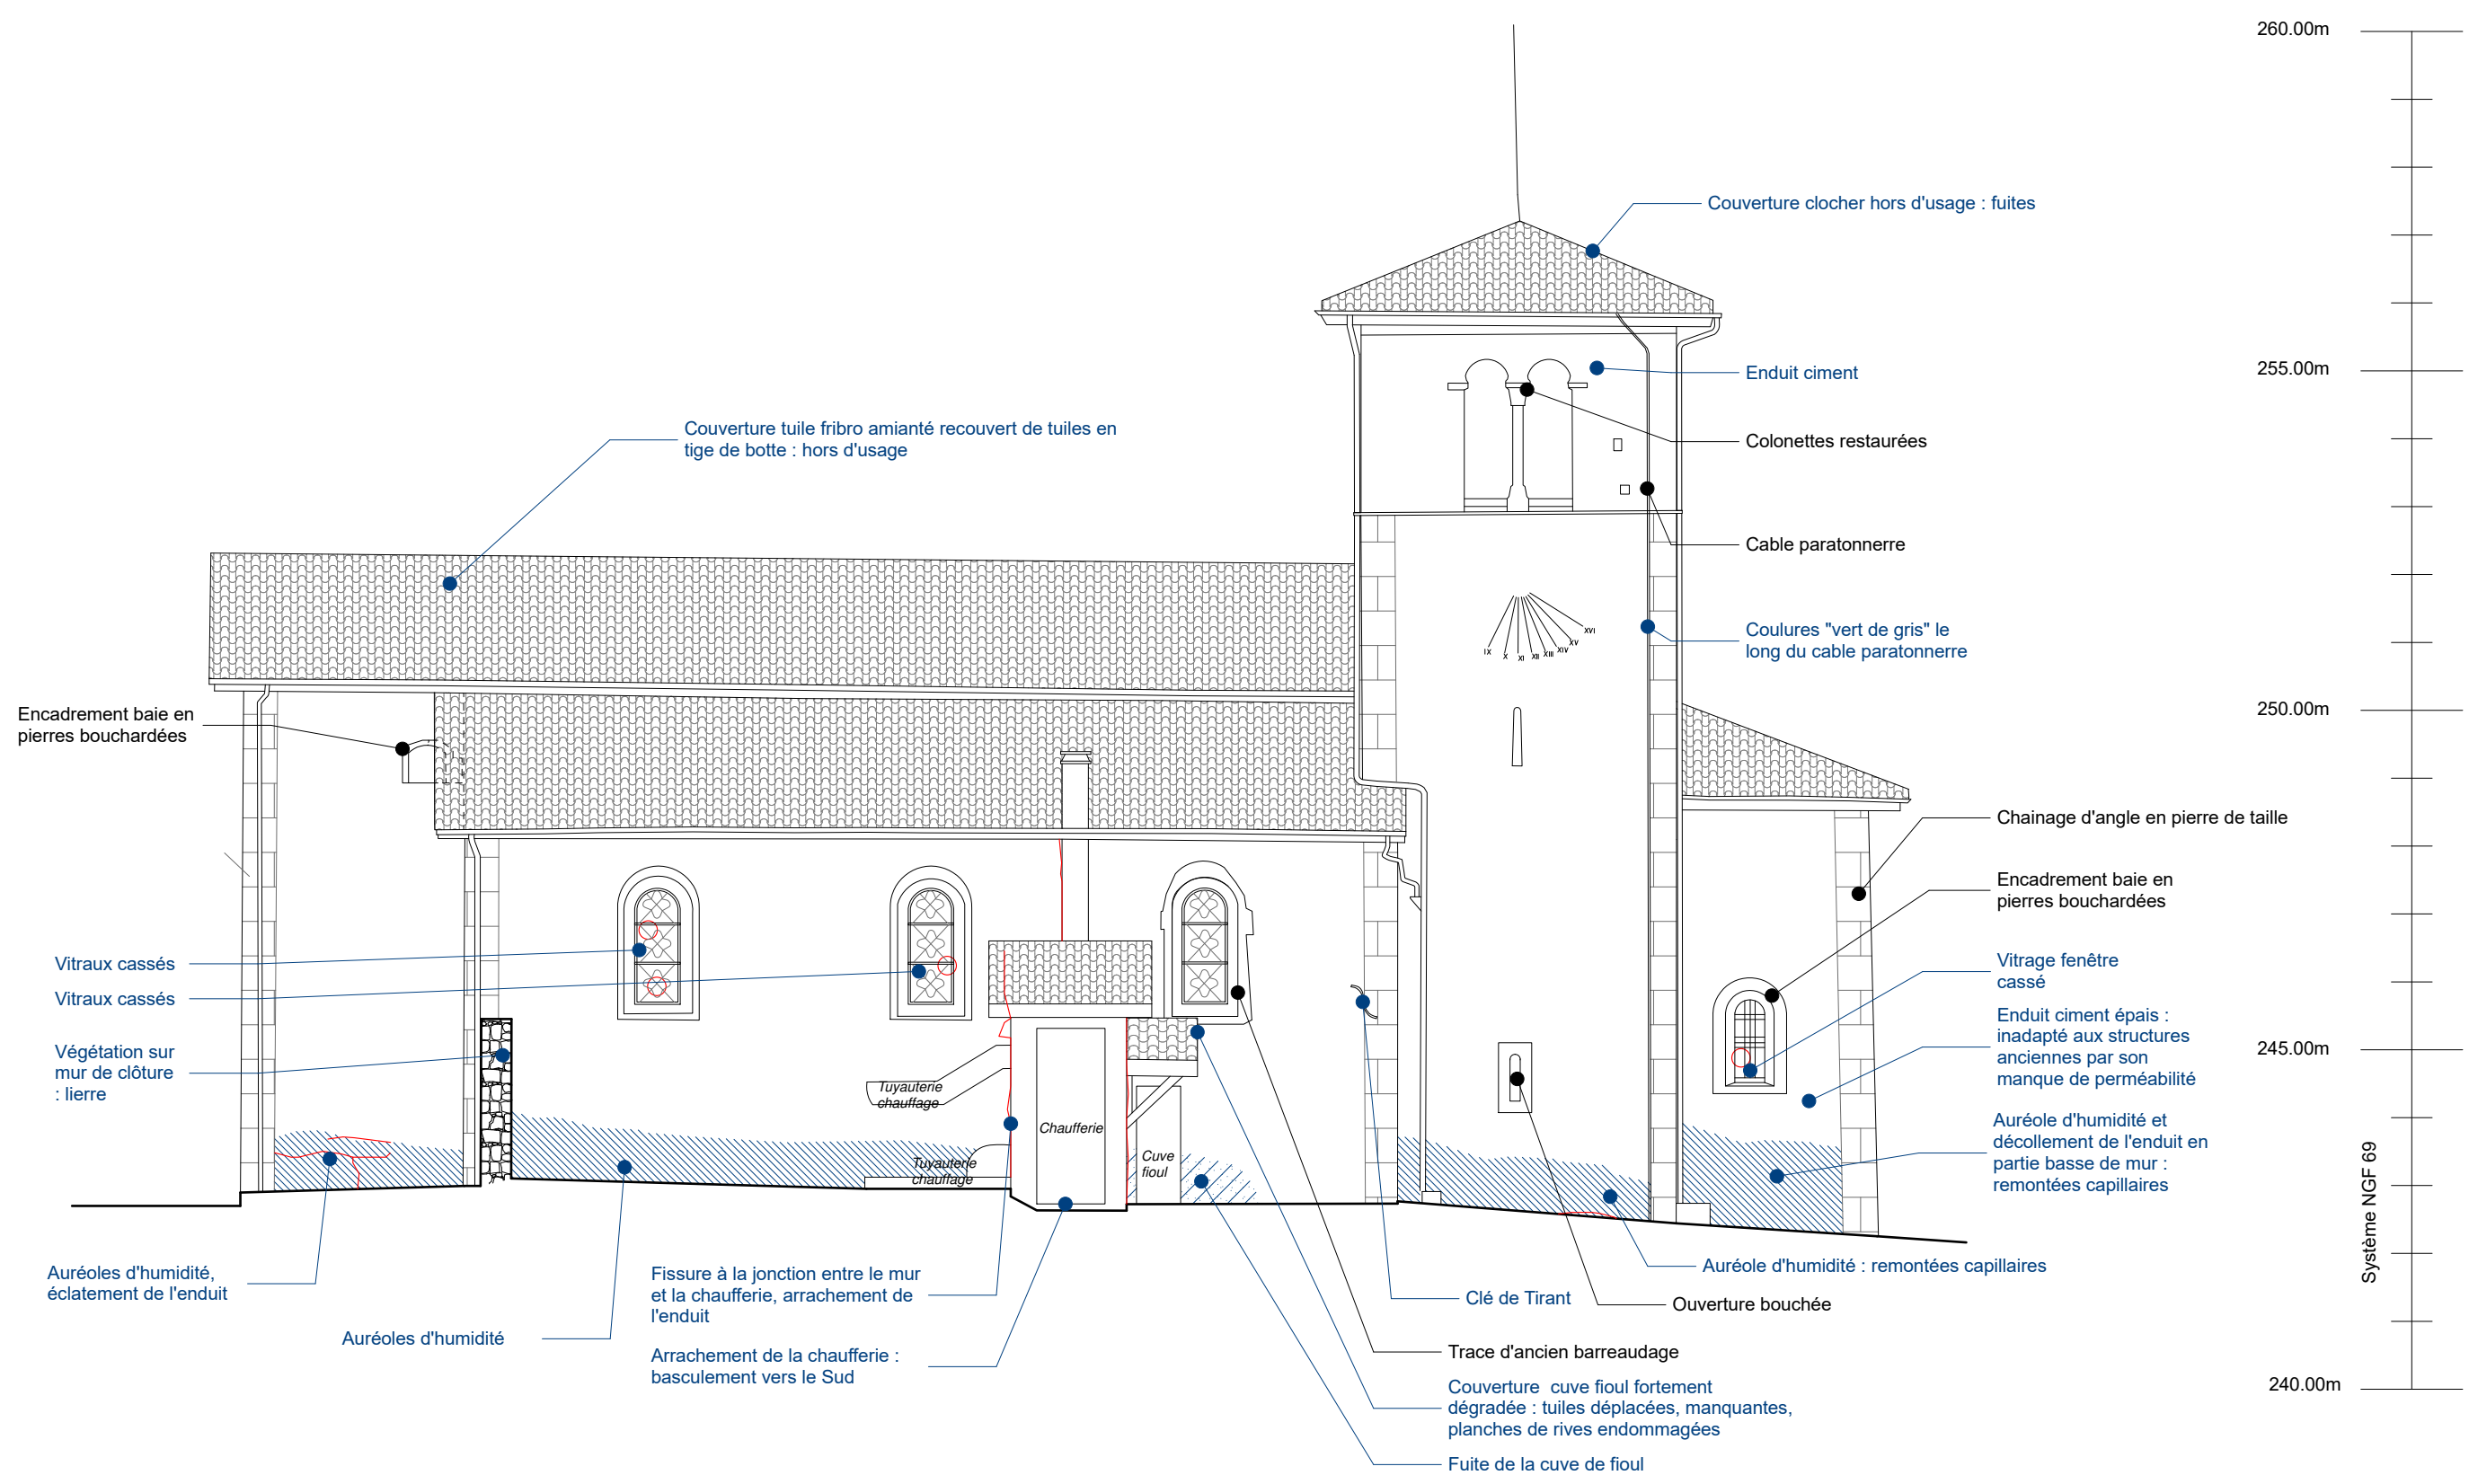 260.00m
Couverture clocher hors d'usage : fuites
255.00m
Enduit ciment
Couverture tuile fribro amianté recouvert de tuiles en
tige de botte : hors d'usage
Colonettes restaurées
Cable paratonnerre
Coulures "vert de gris" le
long du cable paratonnerre
IX
X
XI
XII
XIII
XIV
XV
XVI
250.00m
Encadrement baie en
pierres bouchardées
Chainage d'angle en pierre de taille
Encadrement baie en
pierres bouchardées
Vitraux cassés
Vitraux cassés
Vitrage fenêtre
cassé
Végétation sur
mur de clôture
: lierre
Enduit ciment épais :
inadapté aux structures
anciennes par son
manque de perméabilité
245.00m
Tuyauterie
chauffage
Chaufferie
Tuyauterie
chauffage
Cuve
fioul
Auréole d'humidité et
décollement de l'enduit en
partie basse de mur :
remontées capillaires
Système NGF 69
Auréoles d'humidité,
éclatement de l'enduit
Auréoles d'humidité
Fissure à la jonction entre le mur
et la chaufferie, arrachement de
l'enduit
Arrachement de la chaufferie :
basculement vers le Sud
Auréole d'humidité : remontées capillaires
Clé de Tirant
Ouverture bouchée
Trace d'ancien barreaudage
Couverture  cuve fioul fortement
dégradée : tuiles déplacées, manquantes,
planches de rives endommagées
Fuite de la cuve de fioul
240.00m